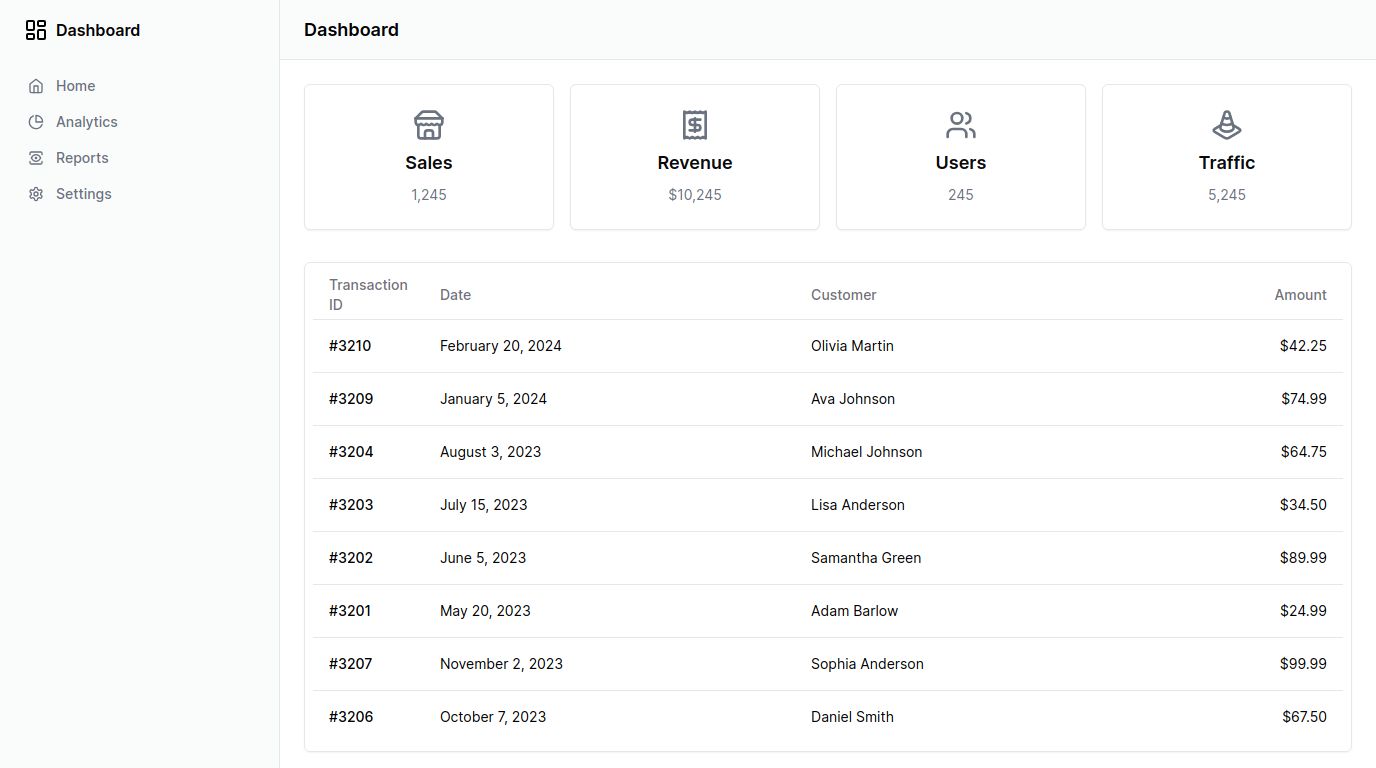 Dashboard
Home
Analytics
Reports
Settings
Dashboard
Sales
1,245
Revenue
$10,245
Users
245
Traffic
5,245
Transaction
ID
Date
Customer
Amount
#3210 February 20, 2024 Olivia Martin $42.25
#3209 January 5, 2024 Ava Johnson $74.99
#3204 August 3, 2023 Michael Johnson $64.75
#3203 July 15, 2023 Lisa Anderson $34.50
#3202 June 5, 2023 Samantha Green $89.99
#3201 May 20, 2023 Adam Barlow $24.99
#3207 November 2, 2023 Sophia Anderson $99.99
#3206 October 7, 2023 Daniel Smith $67.50